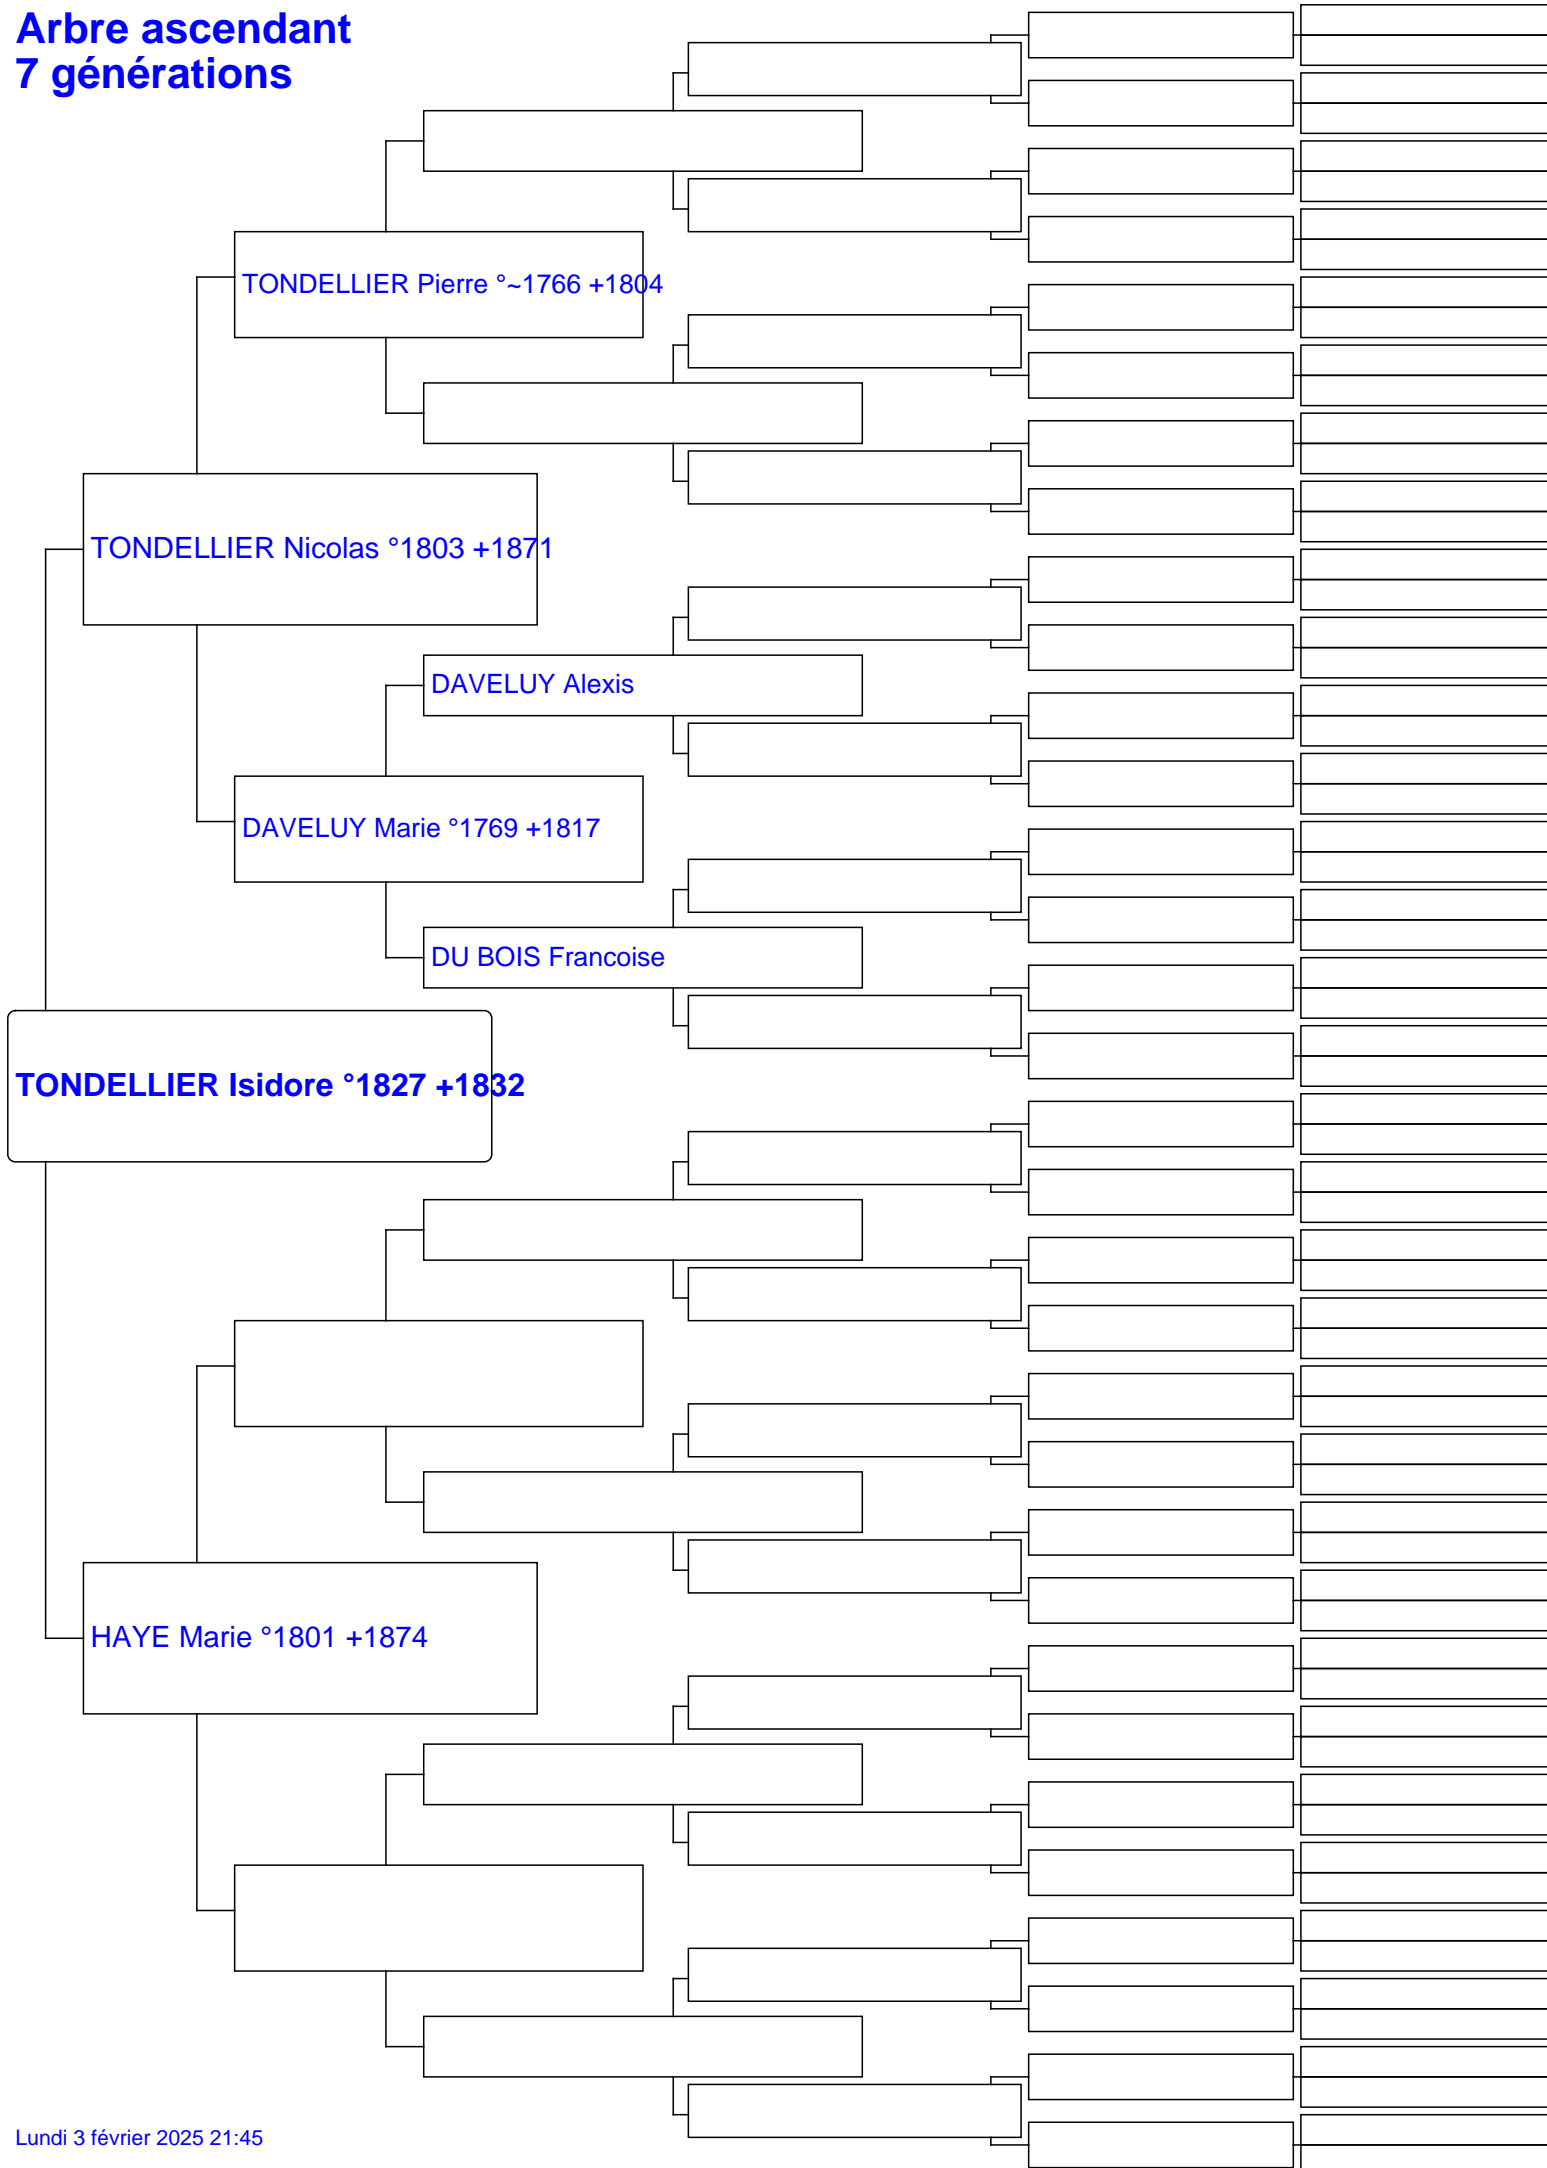 Arbre ascendant
7 générations
TONDELLIER Pierre °~1766 +1804
TONDELLIER Nicolas °1803 +1871
DAVELUY Alexis
DAVELUY Marie °1769 +1817
DU BOIS Francoise
TONDELLIER Isidore °1827 +1832
HAYE Marie °1801 +1874
Lundi 3 février 2025 21:45